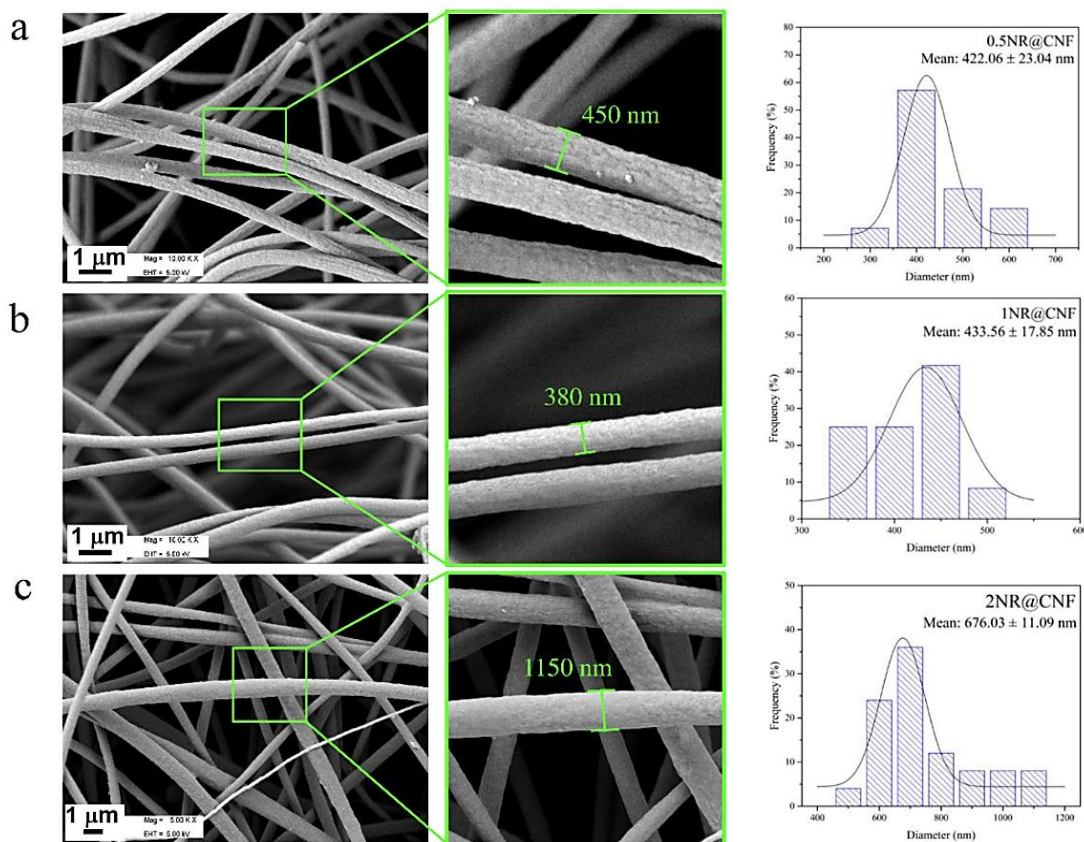 a
1 μm
Mag = 10.00 K X
EHT = 5.00 kV
450 nm
0.5NR@CNF
Mean: 422.06 ± 23.04 nm
Frequency (%)
80
70
60
50
40
30
20
10
0
200 300 400 500 600 700
Diameter (nm)
b
1 μm
Mag = 10.00 K X
EHT = 5.00 kV
380 nm
1NR@CNF
Mean: 433.56 ± 17.85 nm
Frequency (%)
60
50
40
30
20
10
0
300 400 500 600
Diameter (nm)
c
1 μm
Mag = 5.00 K X
EHT = 5.00 kV
1150 nm
2NR@CNF
Mean: 676.03 ± 11.09 nm
Frequency (%)
50
40
30
20
10
0
400 600 800 1000 1200
Diameter (nm)